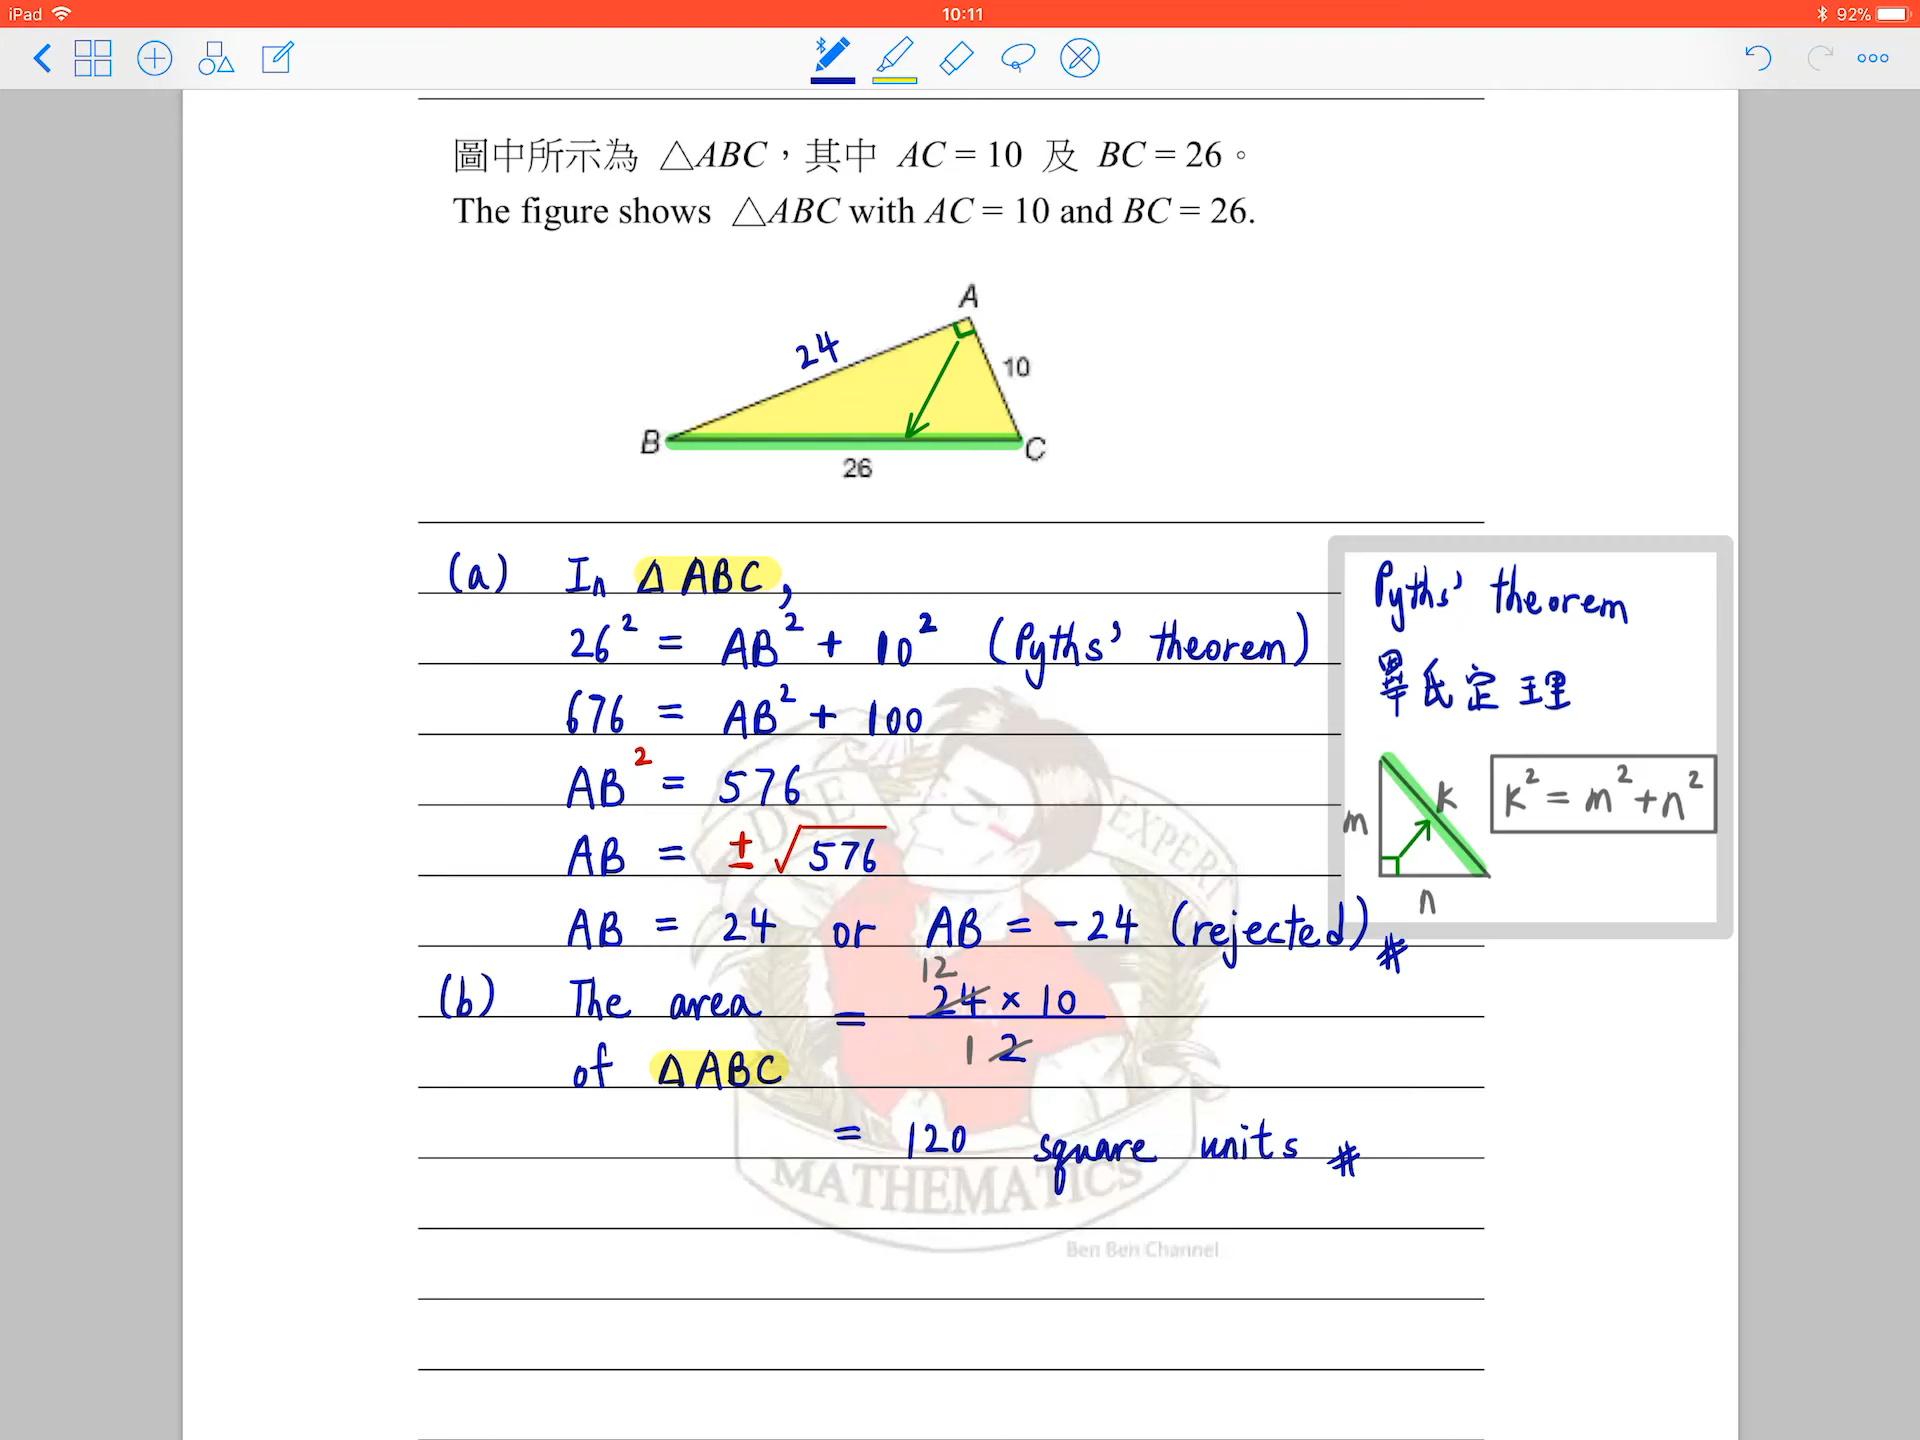 iPad 10:11 92%
圖中所示為 △ABC，其中 AC = 10 及 BC = 26。
The figure shows △ABC with AC = 10 and BC = 26.
A
24
10
B
C
26
(a) In △ABC,
26² = AB² + 10² (Pyths' theorem)
676 = AB² + 100
AB² = 576
AB = ± √576
AB = 24 or AB = -24 (rejected) #
(b) The area of △ABC = 24 × 10 / 2
12
1
= 120 square units #
Pyths' theorem
畢氏定理
m
k
n
k² = m² + n²
DSE EXPERT
MATHEMATICS
Ben Ben Channel